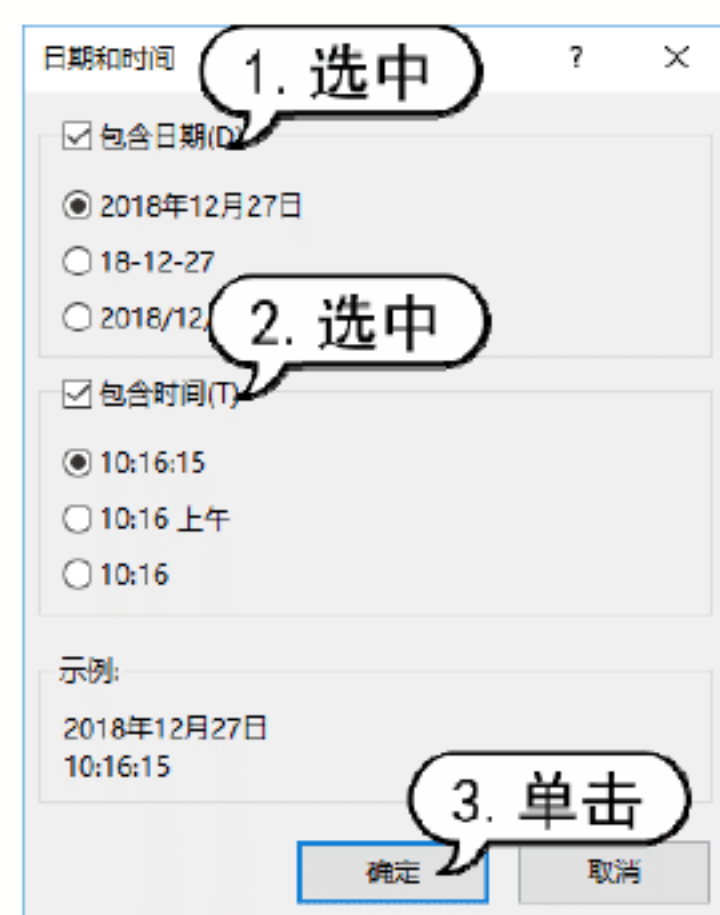 日期和时间
1. 选中
? ×
包含日期(D)
2018年12月27日
18-12-27
2018/12/
2. 选中
包含时间(T)
10:16:15
10:16 上午
10:16
示例:
2018年12月27日
10:16:15
3. 单击
确定
取消